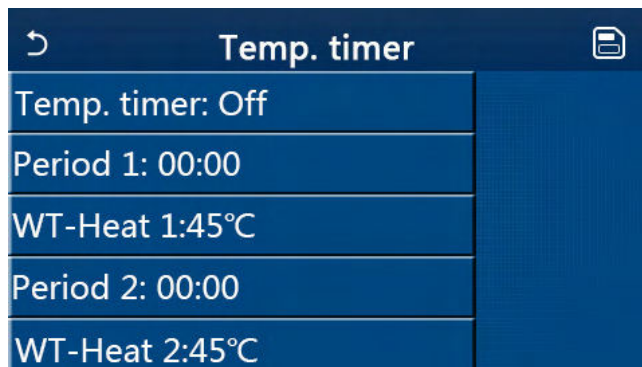 Temp. timer
Temp. timer: Off
Period 1: 00:00
WT-Heat 1:45℃
Period 2: 00:00
WT-Heat 2:45℃